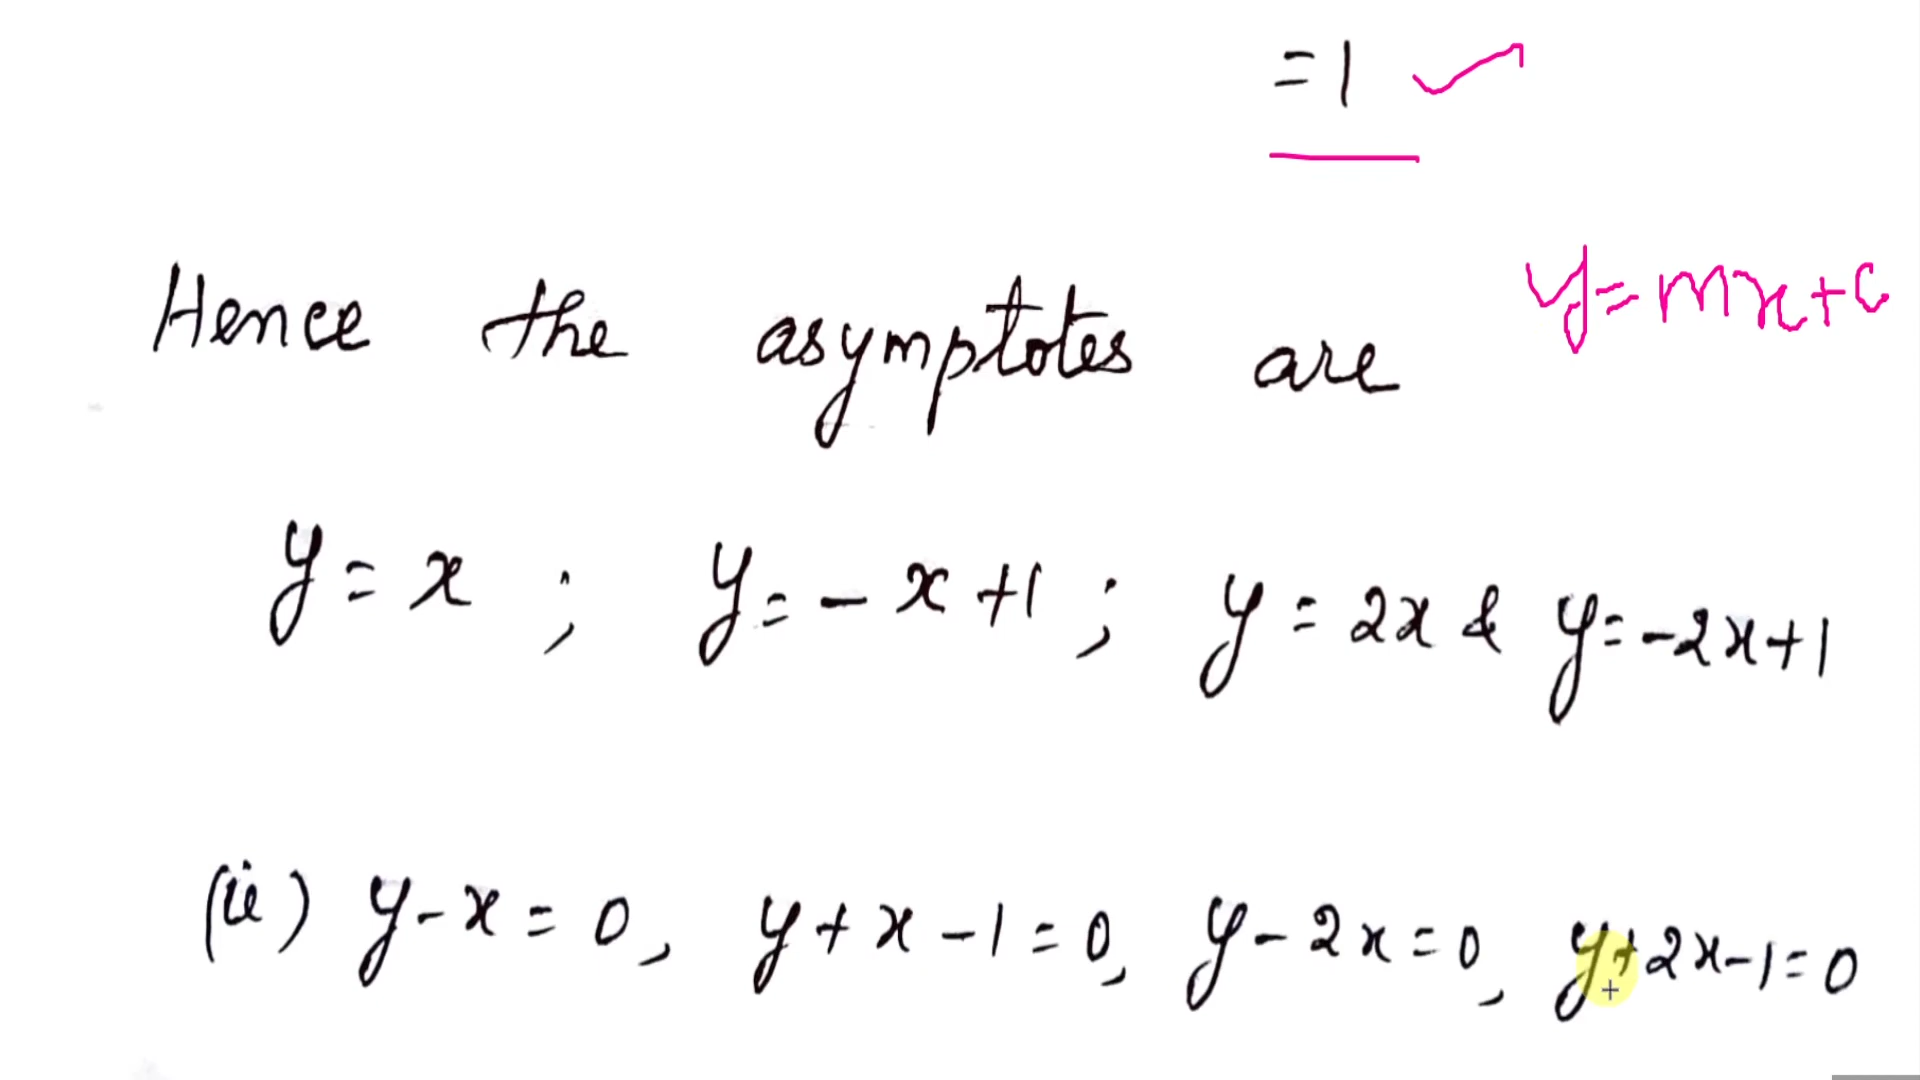 =1
y=mx+c
Hence the asymptotes are
y = x ; y = -x +1 ; y = 2x & y = -2x+1
(ie) y-x = 0, y+x-1=0, y-2x=0, y+2x-1=0